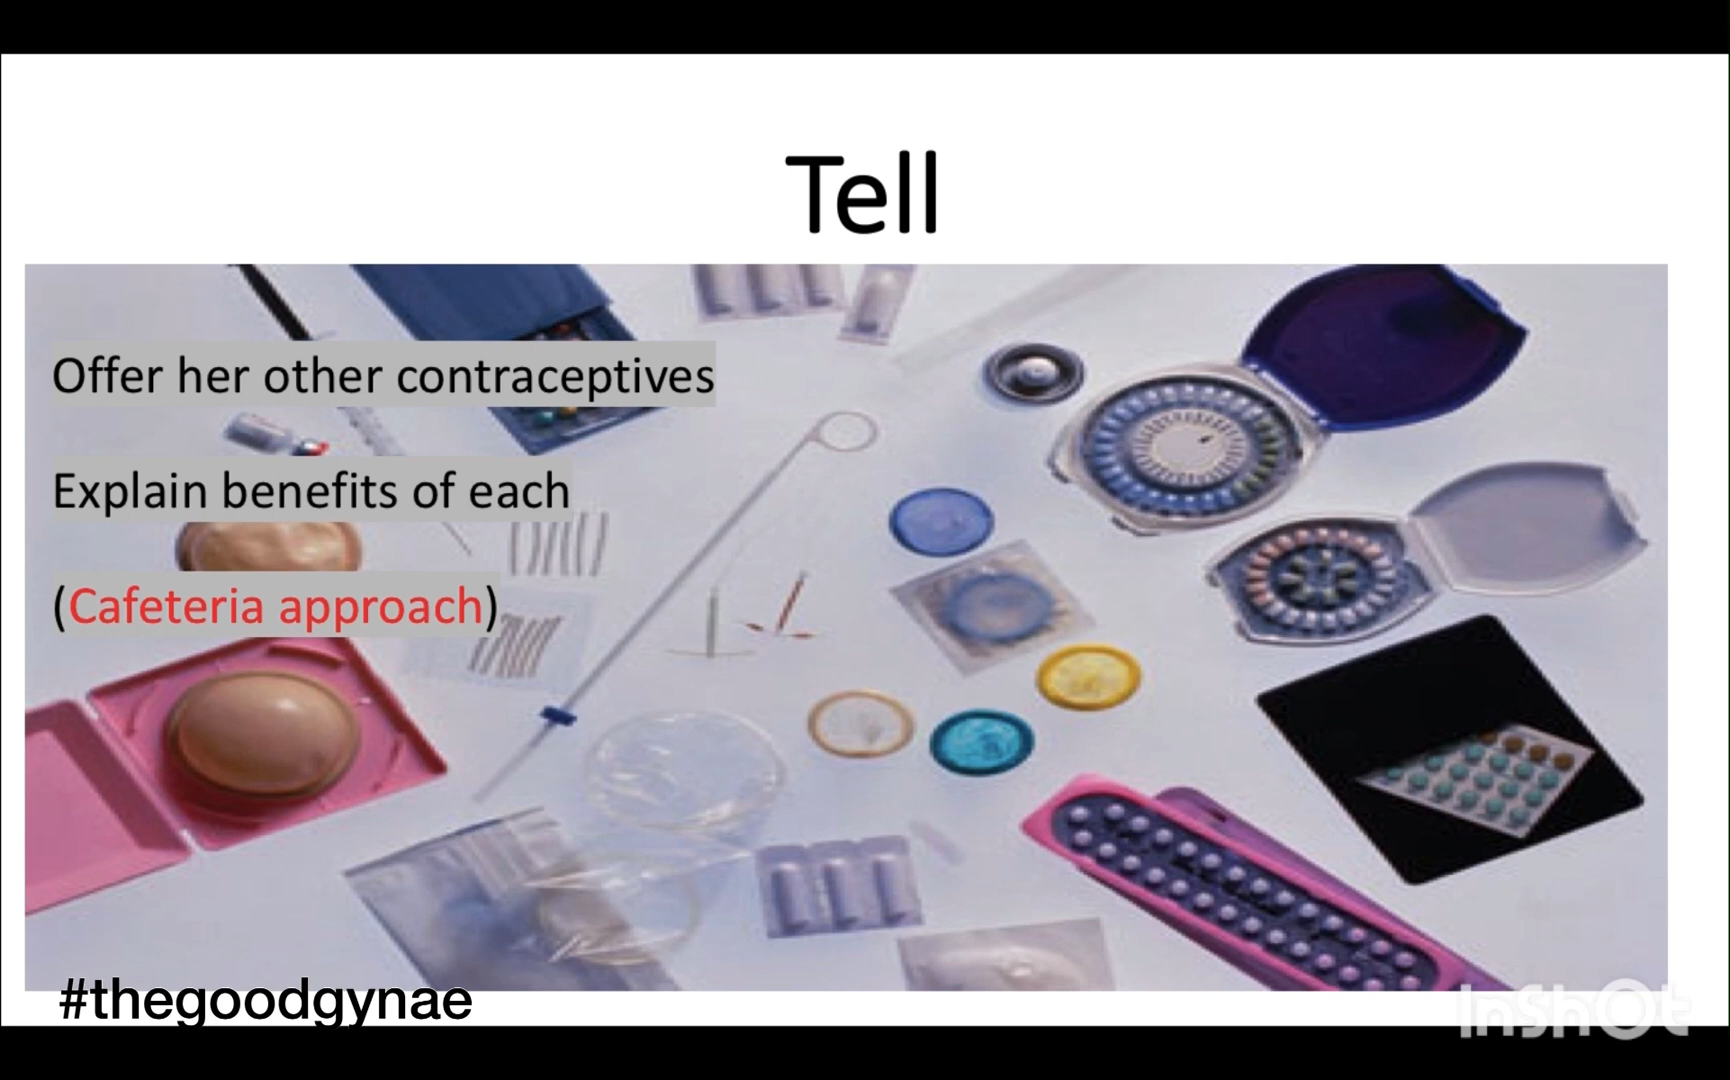 Tell
Offer her other contraceptives
Explain benefits of each
(Cafeteria approach)
#thegoodgynae
InShOt